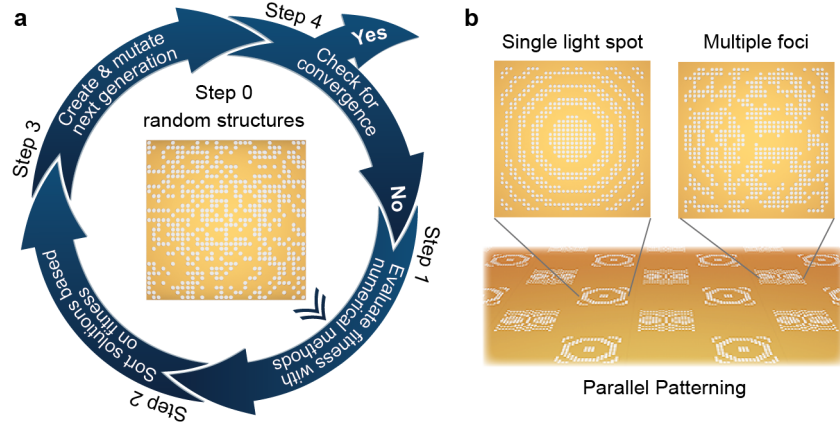 a
Step 4
Yes
Check for
convergence
No
Step 1
Evaluate fitness with
numerical methods
Step 2
Sort solutions based
on fitness
Step 3
Create & mutate
next generation
Step 0
random structures
b
Single light spot
Multiple foci
Parallel Patterning